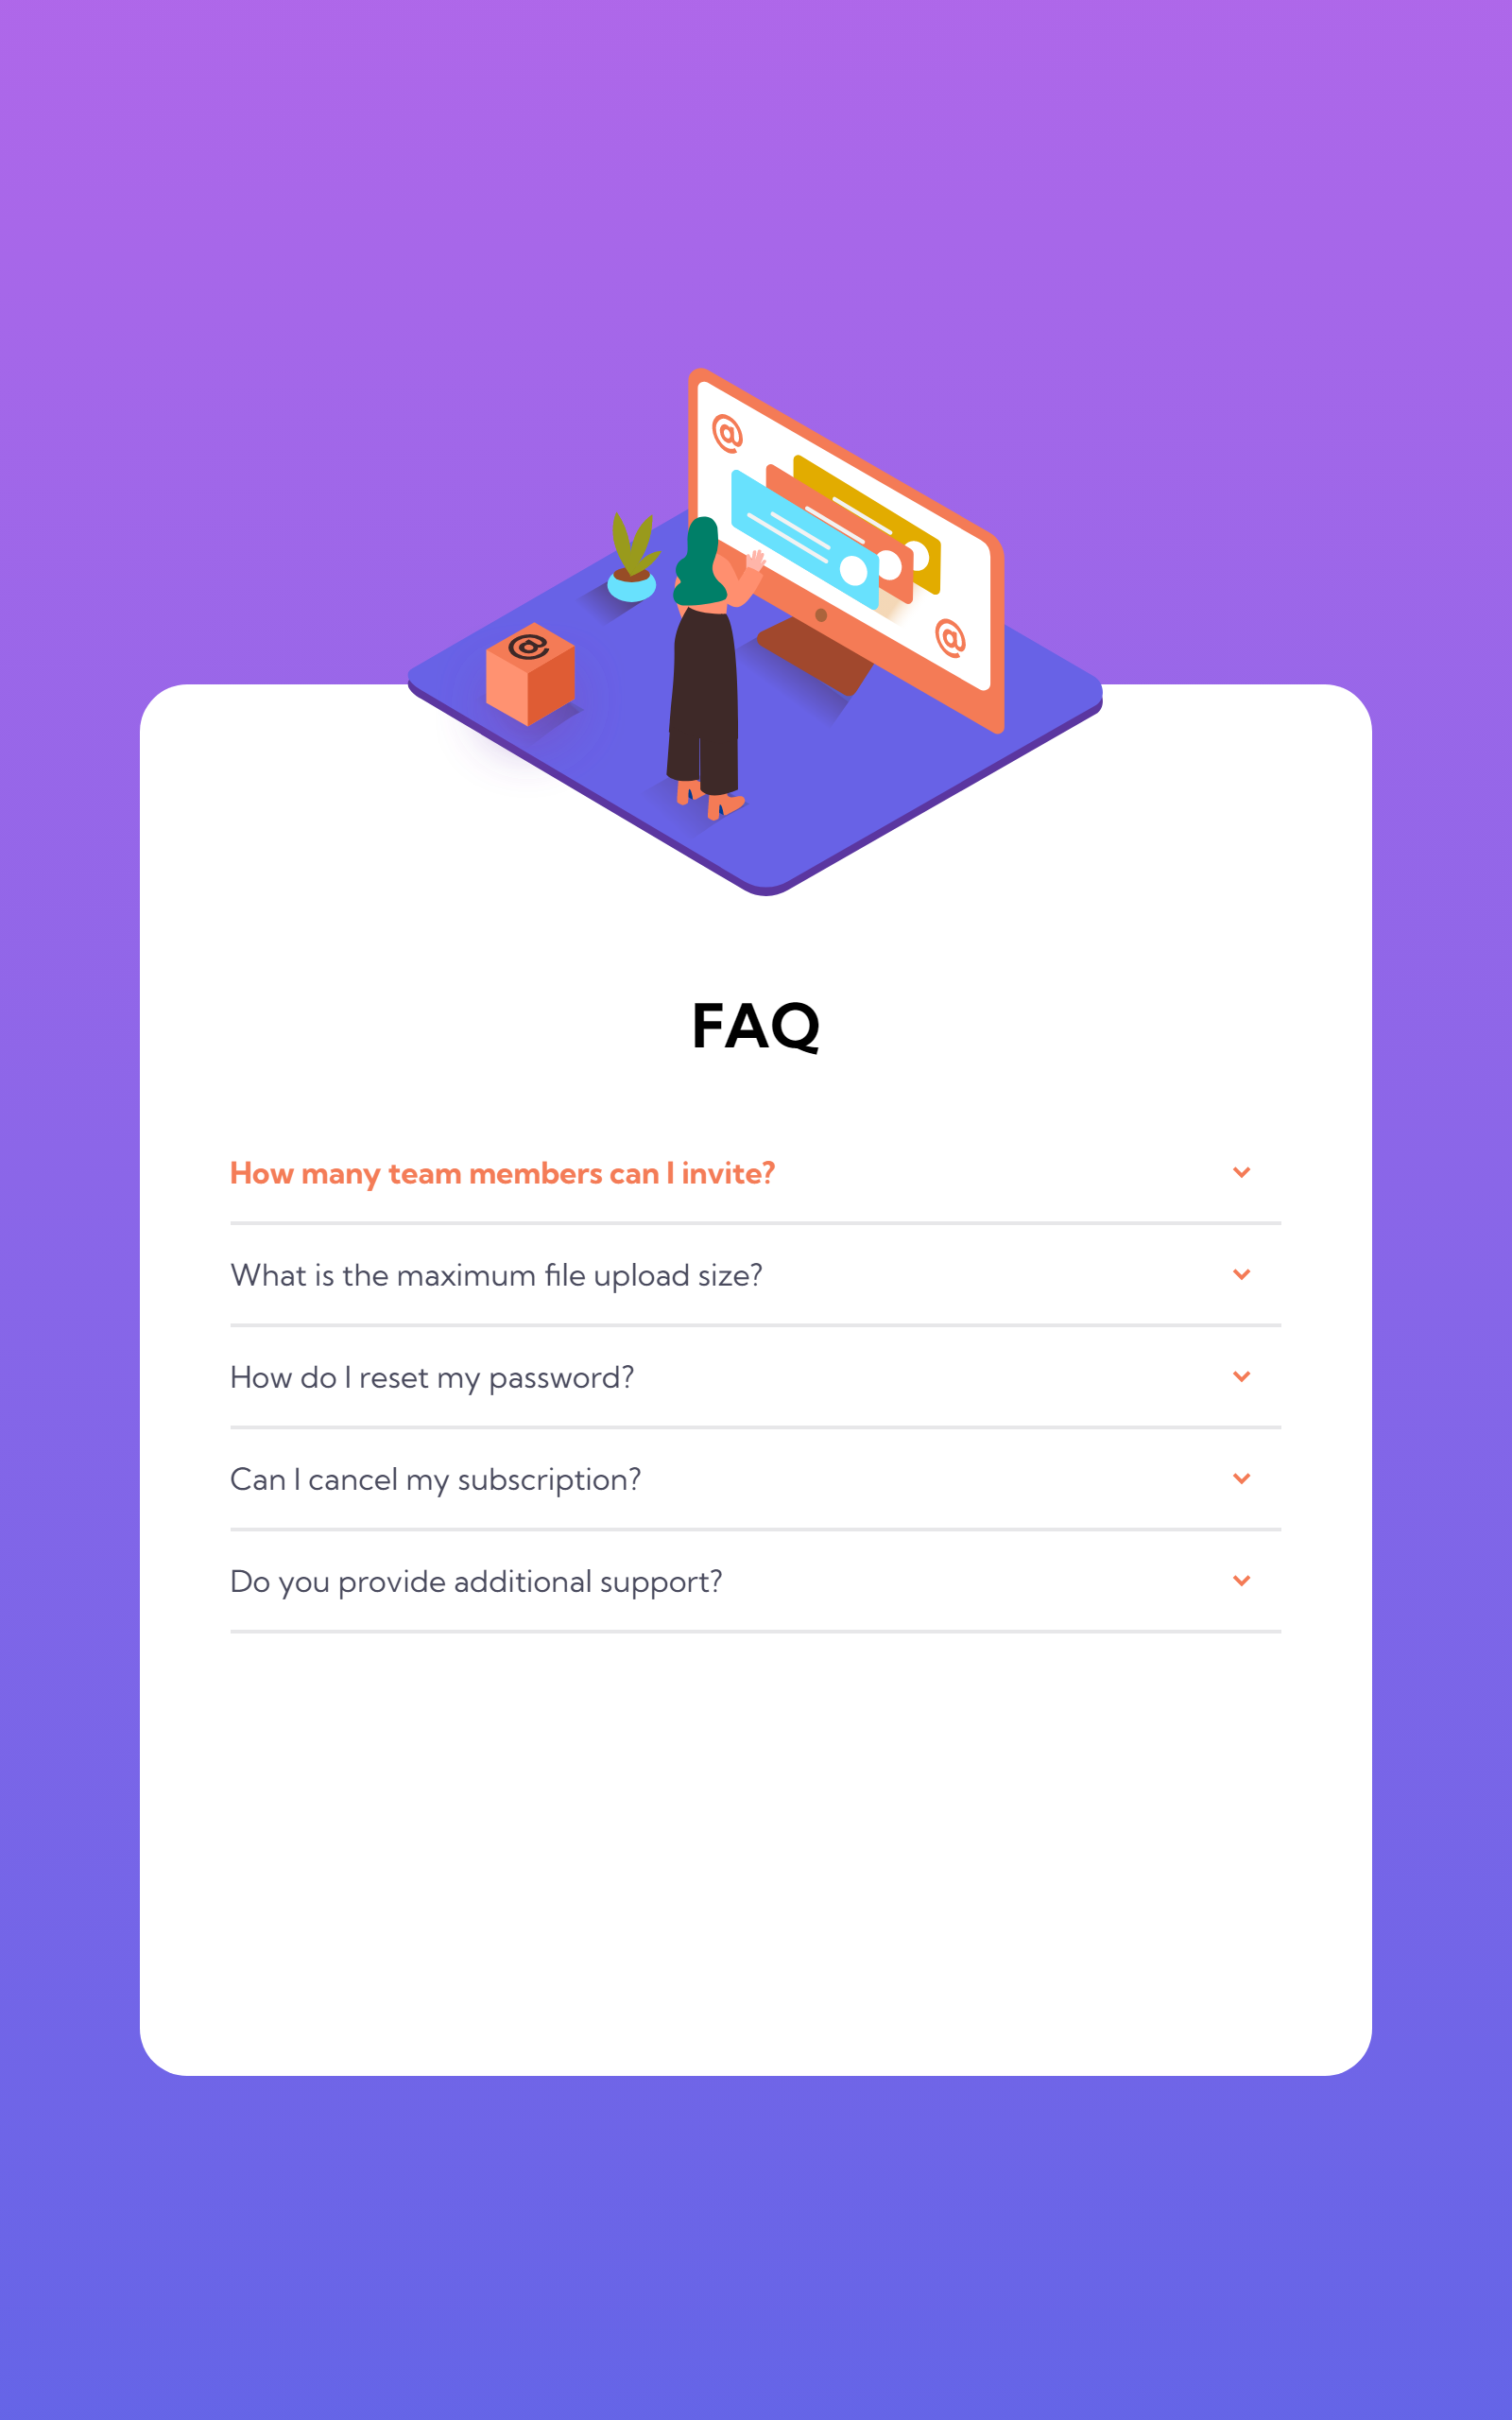 @
@
@
FAQ
How many team members can I invite?
What is the maximum file upload size?
How do I reset my password?
Can I cancel my subscription?
Do you provide additional support?